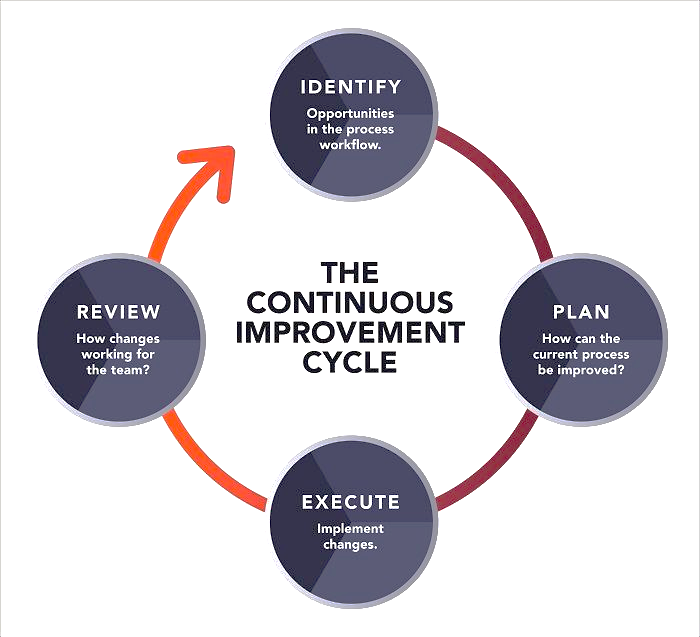 IDENTIFY
Opportunities
in the process
workflow.
THE
CONTINUOUS
IMPROVEMENT
CYCLE
PLAN
How can the
current process
be improved?
EXECUTE
Implement
changes.
REVIEW
How changes
working for
the team?